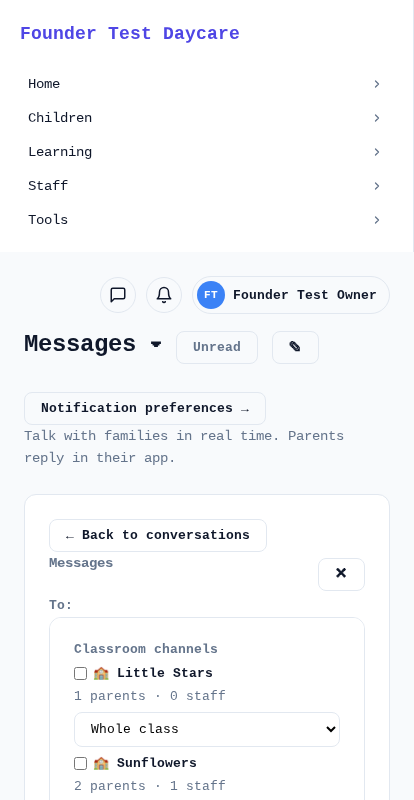 Founder Test Daycare
Home
Children
Learning
Staff
Tools
FT Founder Test Owner
Messages
Unread
Notification preferences →
Talk with families in real time. Parents
reply in their app.
← Back to conversations
Messages
To:
Classroom channels
Little Stars
1 parents · 0 staff
Whole class
Sunflowers
2 parents · 1 staff